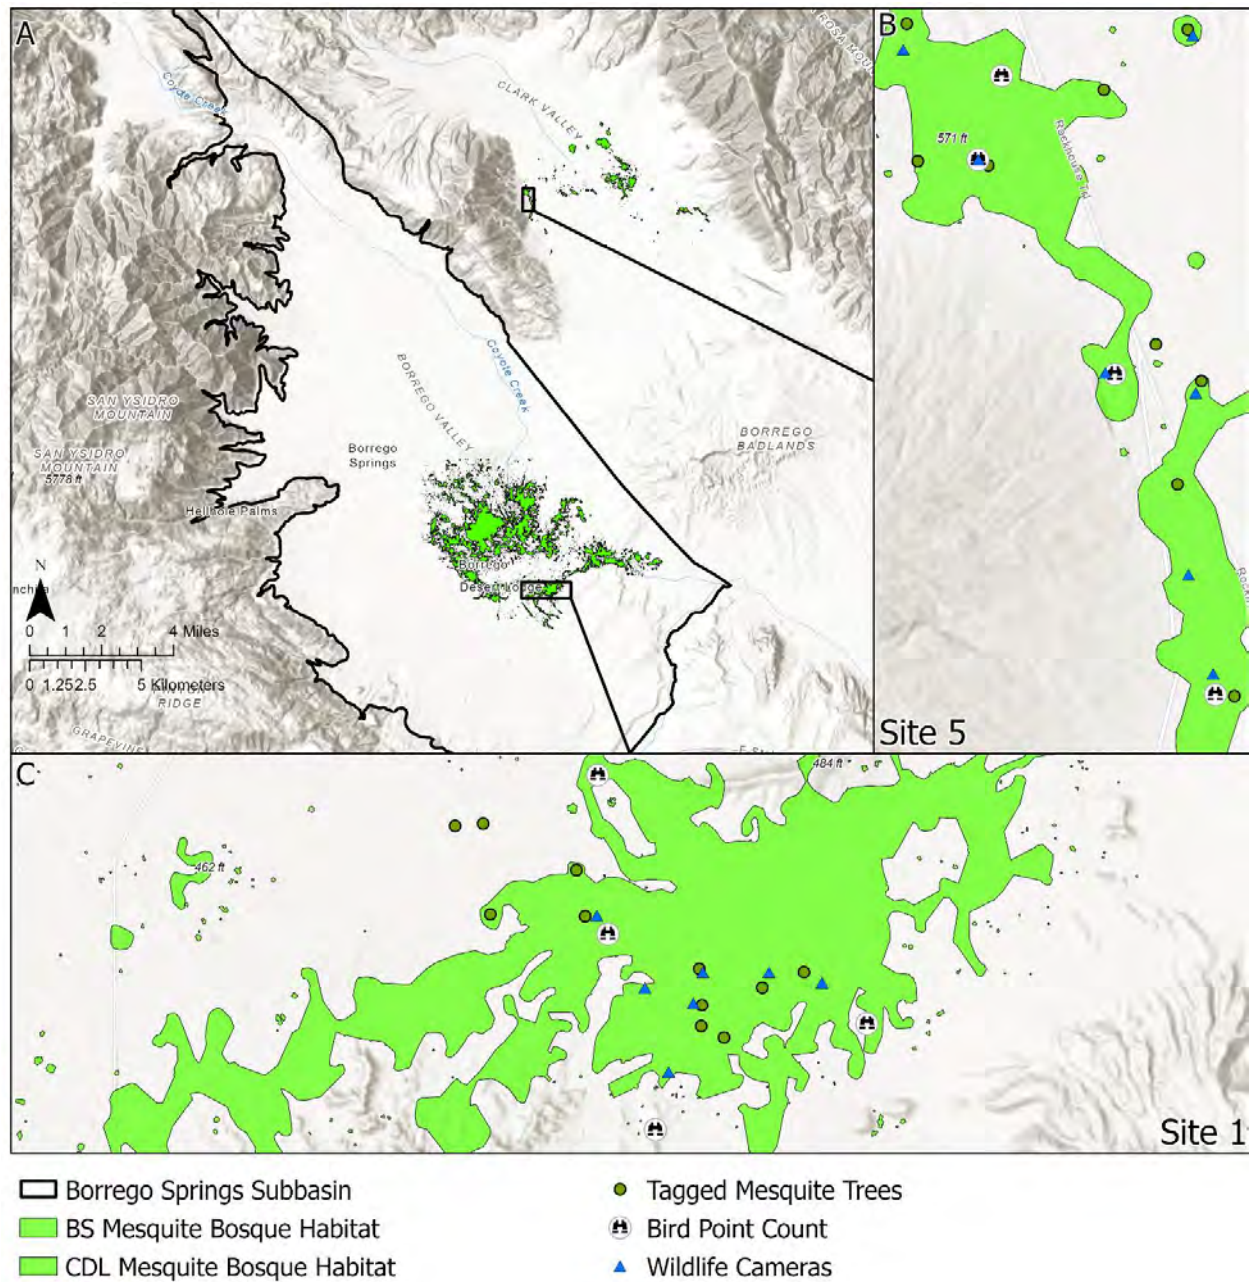 A
Coyote Creek
CLARK VALLEY
BORREGO VALLEY
Coyote Creek
SAN YSIDRO
MOUNTAIN
SAN YSIDRO
MOUNTAIN
5778 ft
Borrego
Springs
Hellhole Palms
BORREGO
BADLANDS
Borrego
Desert Lodge
N
0 1 2 4 Miles
0 1.25 2.5 5 Kilometers
RIDGE
GRAPEVINE
B
571 ft
Rockhouse Trl
Site 5
C
484 ft
462 ft
Site 1
Borrego Springs Subbasin
BS Mesquite Bosque Habitat
CDL Mesquite Bosque Habitat
Tagged Mesquite Trees
Bird Point Count
Wildlife Cameras